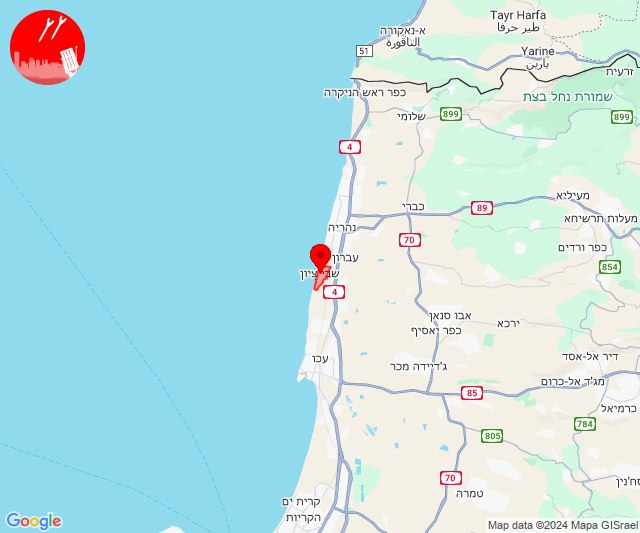 Tayr Harfa
طير حرفا
א-נאקורה
الناقورة
51
Yarine
يارين
זרעית
כפר ראש הניקרה
שמורת נחל בצת
שלומי
899
899
4
מעיליא
כברי
89
מעלות תרשיחא
נהריה
70
כפר ורדים
עברון
854
שבי ציון
4
אבו סנאן
ירכא
כפר יאסיף
עכו
דיר אל-אסד
ג'דיידה מכר
מג'ד אל-כרום
85
כרמיאל
784
805
70
סח'נין
טמרה
קרית ים
הקריות
Google
Map data ©2024 Mapa GISrael